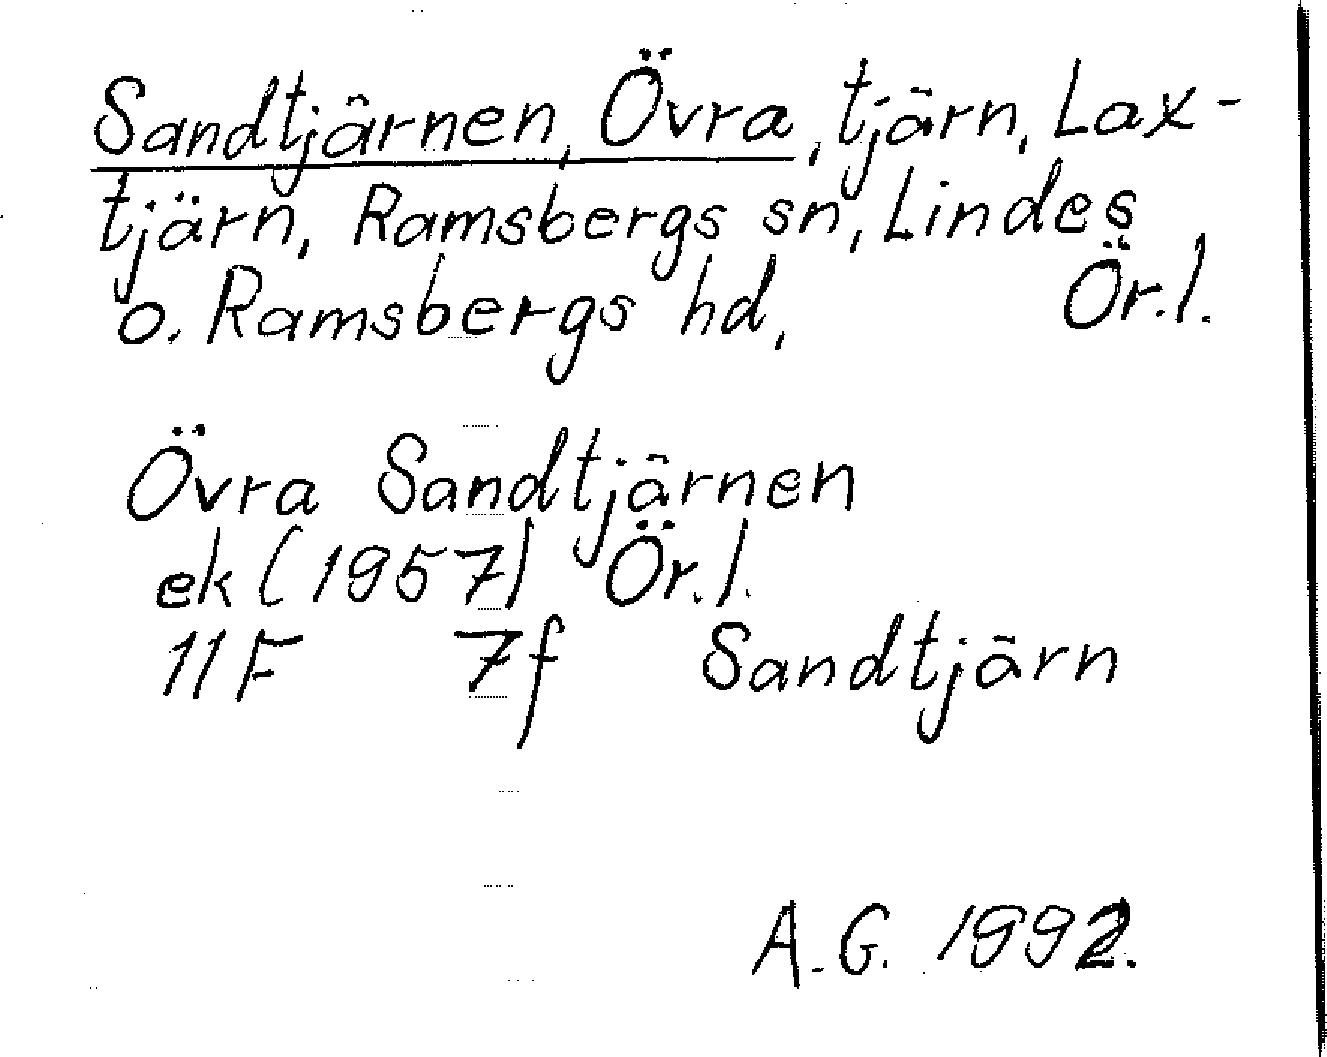 Sandtjärnen, Övra, tjärn, Lax-
tjärn, Ramsbergs sn, Lindes
o. Ramsbergs hd, Ör.l.
Övra Sandtjärnen
ek (1957) Ör.l.
11F 7f Sandtjärn
A.G. 1992.